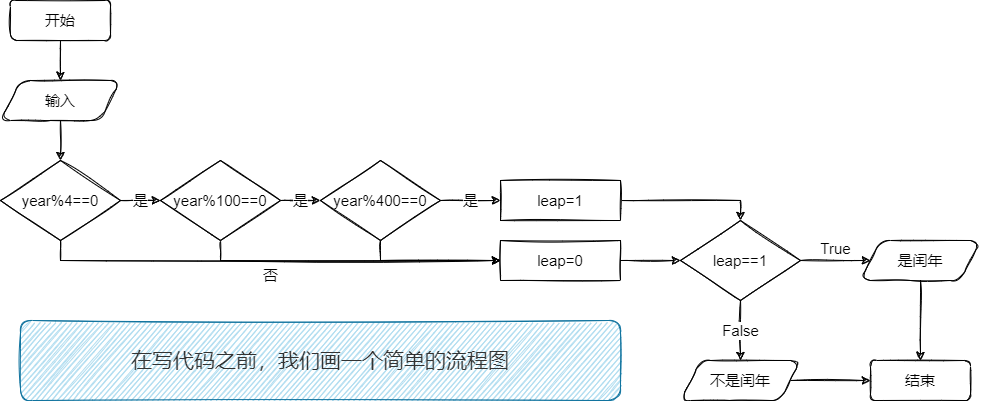 开始
输入
year%4==0
是
year%100==0
是
year%400==0
是
leap=1
否
leap=0
leap==1
True
是闰年
False
不是闰年
结束
在写代码之前，我们画一个简单的流程图